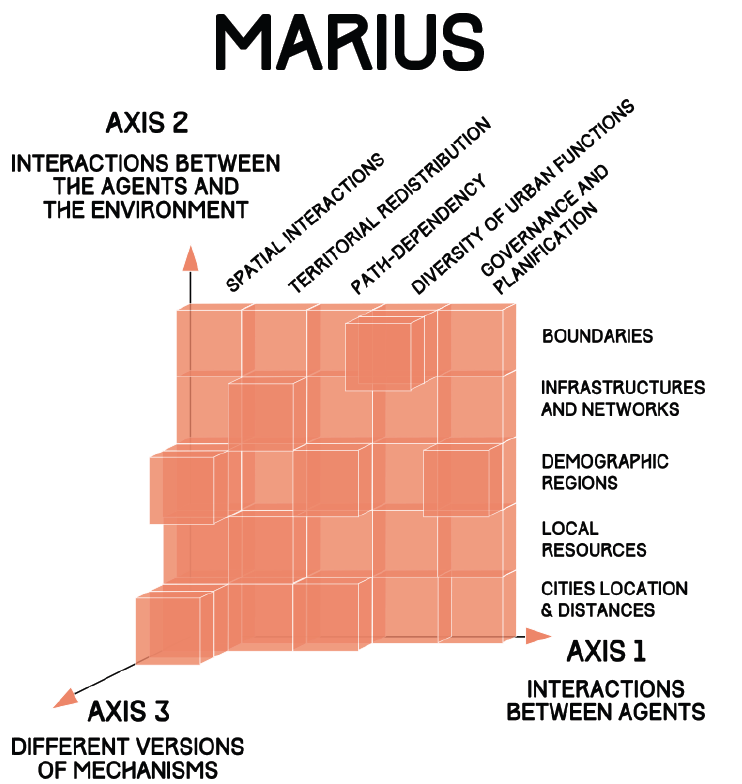 MARIUS
AXIS 2
INTERACTIONS BETWEEN
THE AGENTS AND
THE ENVIRONMENT
SPATIAL INTERACTIONS
TERRITORIAL REDISTRIBUTION
PATH-DEPENDENCY
DIVERSITY OF URBAN FUNCTIONS
GOVERNANCE AND
PLANIFICATION
BOUNDARIES
INFRASTRUCTURES
AND NETWORKS
DEMOGRAPHIC
REGIONS
LOCAL
RESOURCES
CITIES LOCATION
& DISTANCES
AXIS 1
INTERACTIONS
BETWEEN AGENTS
AXIS 3
DIFFERENT VERSIONS
OF MECHANISMS